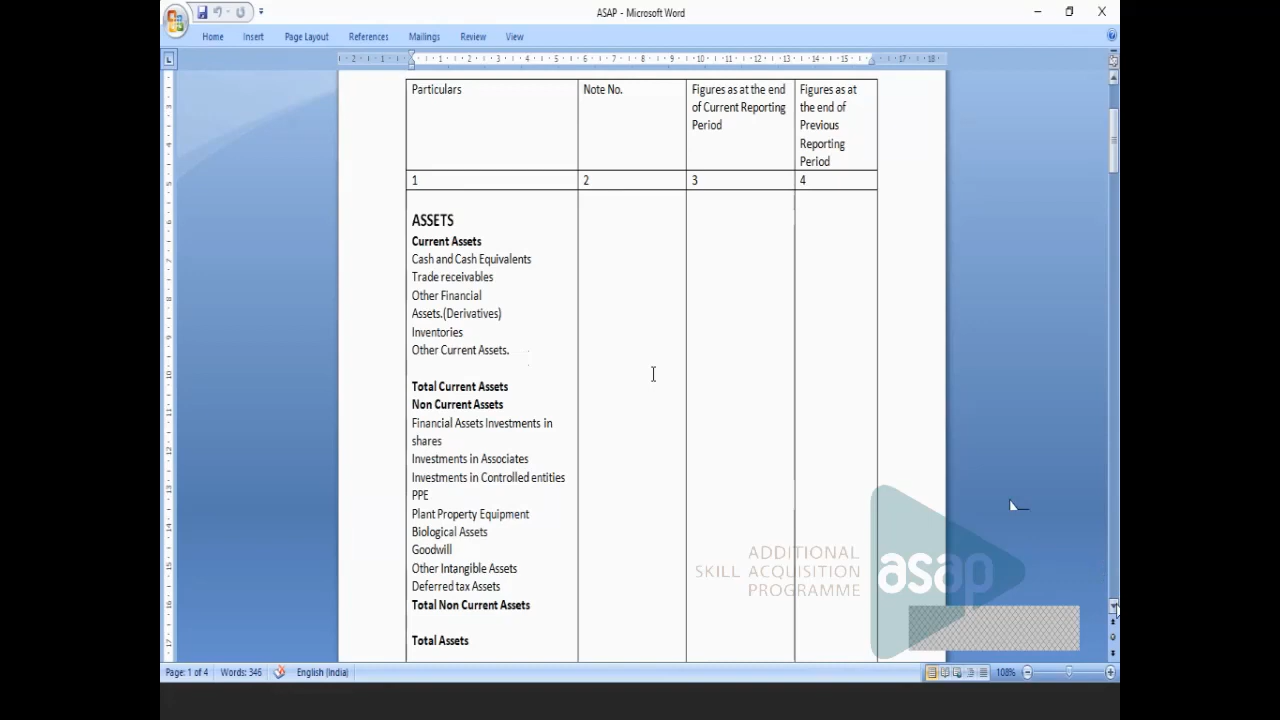 ASAP - Microsoft Word
Home Insert Page Layout References Mailings Review View
Particulars
Note No.
Figures as at the end
of Current Reporting
Period
Figures as at
the end of
Previous
Reporting
Period
1 2 3 4
ASSETS
Current Assets
Cash and Cash Equivalents
Trade receivables
Other Financial
Assets.(Derivatives)
Inventories
Other Current Assets.
Total Current Assets
Non Current Assets
Financial Assets Investments in
shares
Investments in Associates
Investments in Controlled entities
PPE
Plant Property Equipment
Biological Assets
Goodwill
Other Intangible Assets
Deferred tax Assets
Total Non Current Assets
Total Assets
ADDITIONAL
SKILL ACQUISITION
PROGRAMME
asap
Page: 1 of 4 Words: 346 English (India) 108%